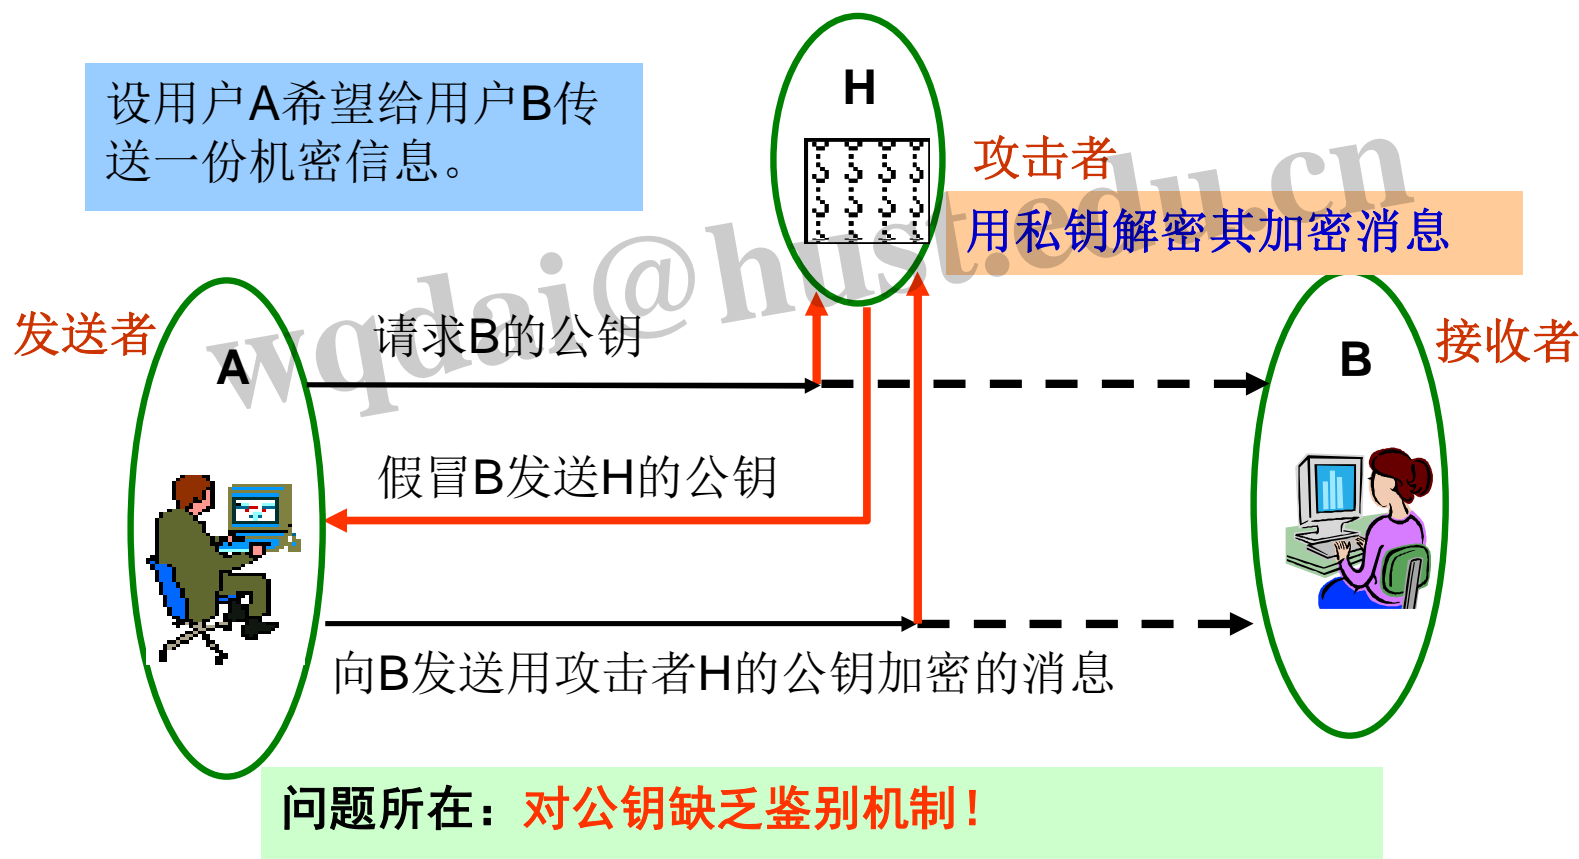 设用户A希望给用户B传
送一份机密信息。
H
攻击者
用私钥解密其加密消息
发送者
A
请求B的公钥
B
接收者
假冒B发送H的公钥
向B发送用攻击者H的公钥加密的消息
问题所在：对公钥缺乏鉴别机制！
wqdai@hust.edu.cn